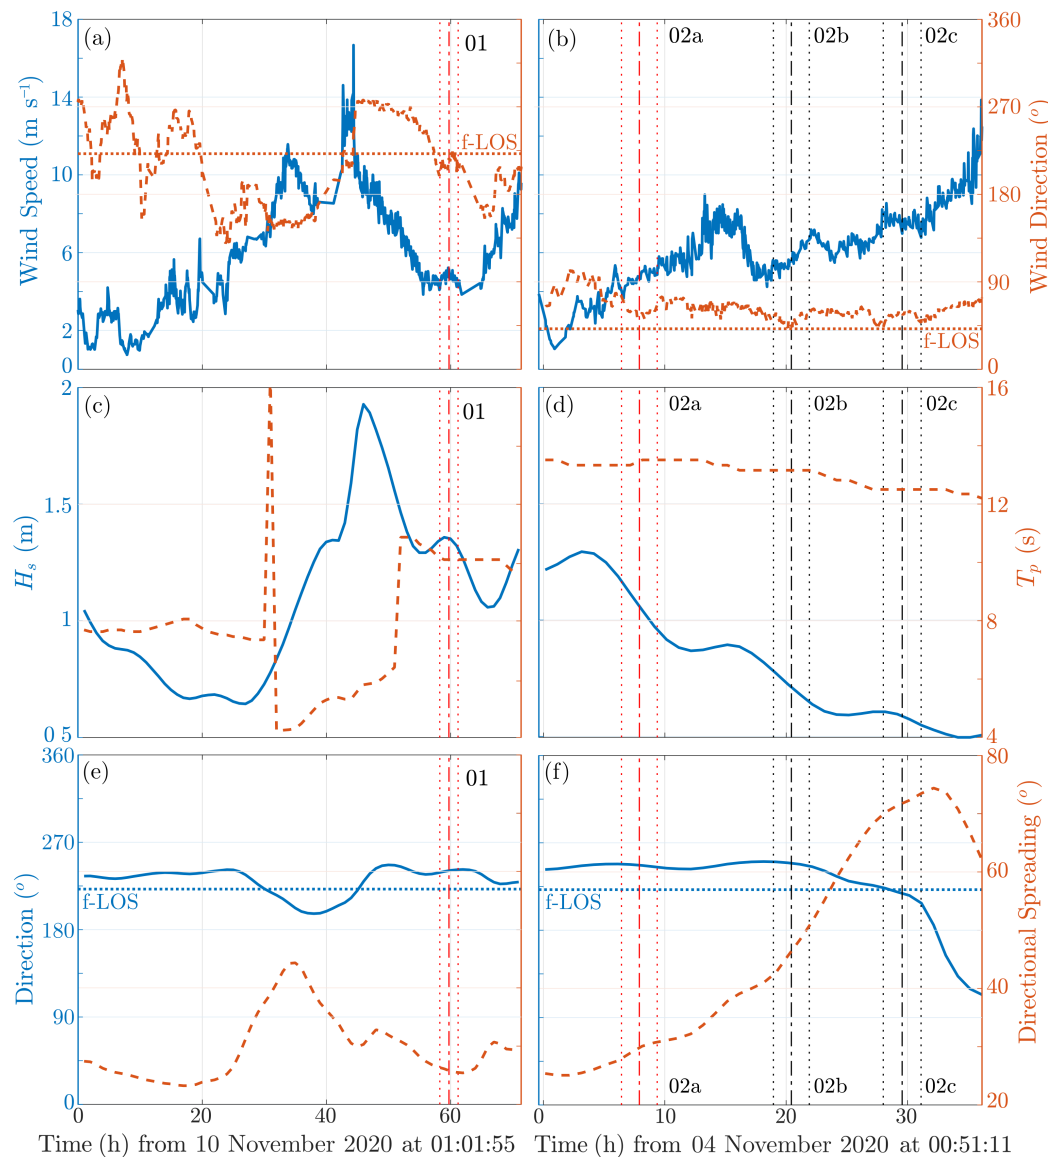 (a)
01
f-LOS
Wind Speed (m s⁻¹)
18
14
10
6
4
2
0
(b)
02a
02b
02c
f-LOS
360
270
180
90
0
Wind Direction (°)
(c)
01
H_s (m)
2
1.5
1
0 5
(d)
02a
02b
02c
16
12
8
4
T_p (s)
(e)
01
f-LOS
Direction (°)
360
270
180
90
0
0 20 40 60
Time (h) from 10 November 2020 at 01:01:55
(f)
f-LOS
02a
02b
02c
80
60
40
20
Directional Spreading (°)
0 10 20 30
Time (h) from 04 November 2020 at 00:51:11